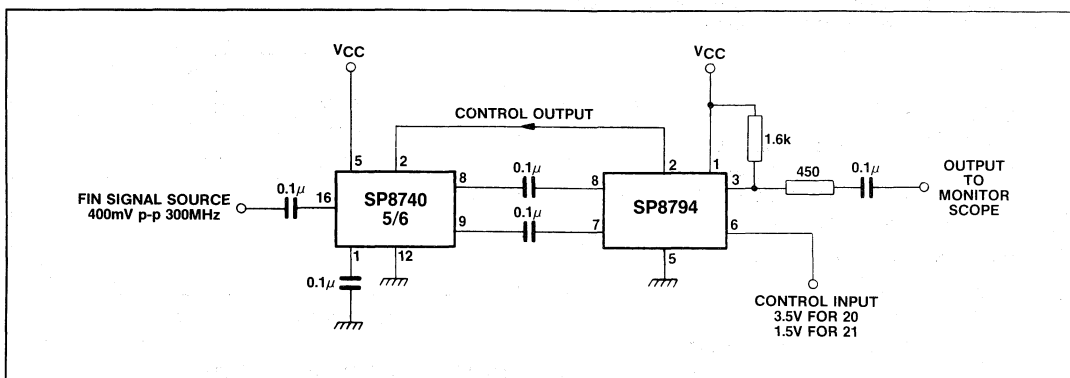 VCC
VCC
CONTROL OUTPUT
5
2
2
1
1.6k
FIN SIGNAL SOURCE
400mV p-p 300MHz
0.1μ
16
SP8740
5/6
8
0.1μ
8
SP8794
3
450
0.1μ
OUTPUT
TO
MONITOR
SCOPE
9
0.1μ
7
6
1
12
5
0.1μ
CONTROL INPUT
3.5V FOR 20
1.5V FOR 21